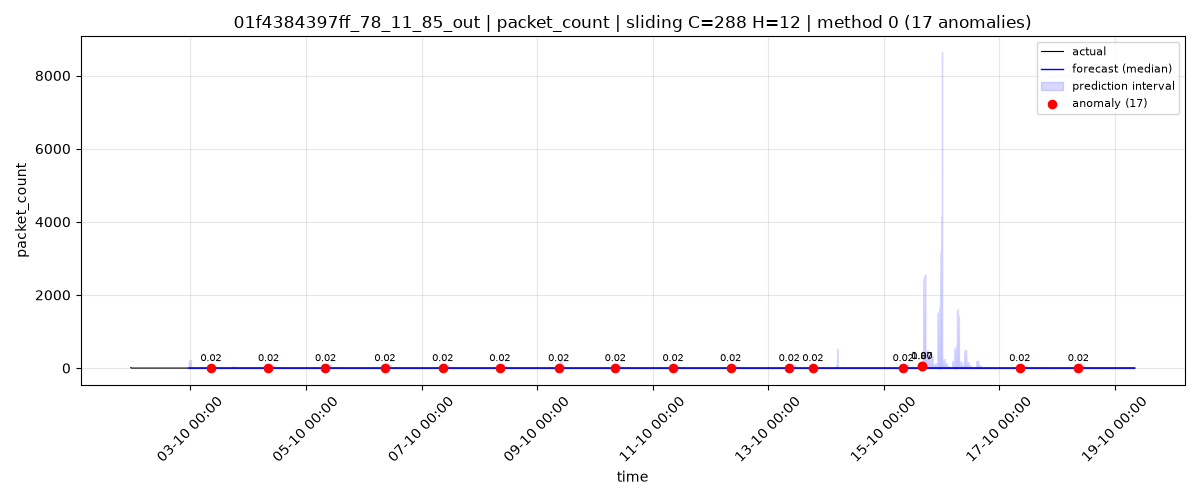 01f4384397ff_78_11_85_out | packet_count | sliding C=288 H=12 | method 0 (17 anomalies)
actual
forecast (median)
prediction interval
anomaly (17)
packet_count
8000
6000
4000
2000
0
0.02 0.02 0.02 0.02 0.02 0.02 0.02 0.02 0.02 0.02 0.02 0.02 0.02 0.02 0.02
03-10 00:00 05-10 00:00 07-10 00:00 09-10 00:00 11-10 00:00 13-10 00:00 15-10 00:00 17-10 00:00 19-10 00:00
time